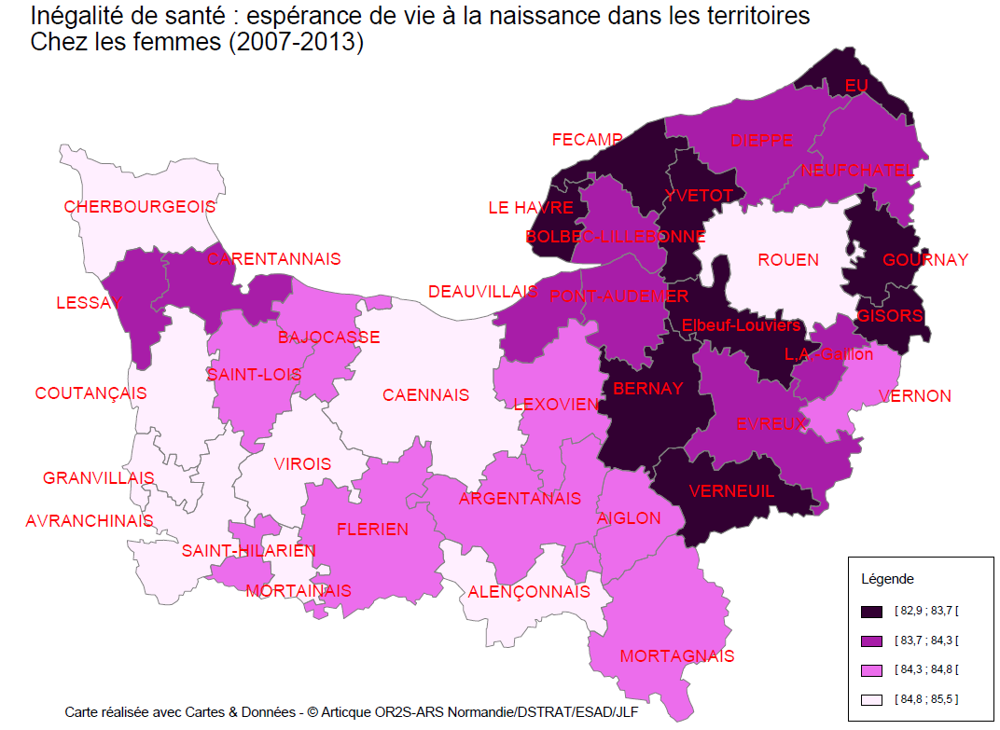 Inégalité de santé : espérance de vie à la naissance dans les territoires
Chez les femmes (2007-2013)
EU
FECAMP
DIEPPE
NEUFCHATEL
YVETOT
CHERBOURGEOIS
LE HAVRE
BOLBEC-LILLEBONNE
CARENTANNAIS
ROUEN
GOURNAY
DEAUVILLAIS
PONT-AUDEMER
LESSAY
GISORS
Elbeuf-Louviers
BAJOCASSE
L.A.-Gaillon
SAINT-LOIS
COUTANÇAIS
CAENNAIS
BERNAY
VERNON
LEXOVIEN
EVREUX
VIROIS
GRANVILLAIS
VERNEUIL
ARGENTANAIS
AVRANCHINAIS
AIGLON
FLERIEN
SAINT-HILARIEN
MORTAINAIS
ALENÇONNAIS
MORTAGNAIS
Légende
[ 82,9 ; 83,7 [
[ 83,7 ; 84,3 [
[ 84,3 ; 84,8 [
[ 84,8 ; 85,5 ]
Carte réalisée avec Cartes & Données - © Articque OR2S-ARS Normandie/DSTRAT/ESAD/JLF